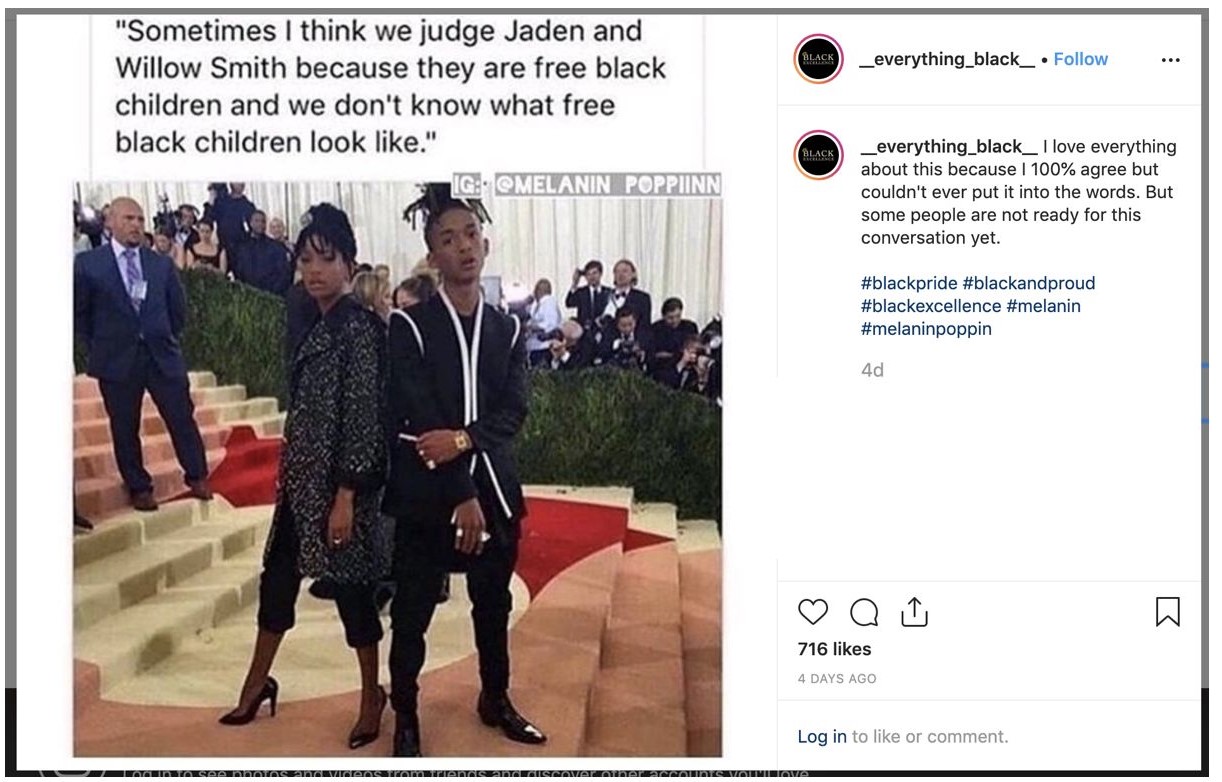 "Sometimes I think we judge Jaden and
Willow Smith because they are free black
children and we don't know what free
black children look like."
IG: @MELANIN_POPPIINN
BLACK
EXCELLENCE
__everything_black__ • Follow
BLACK
EXCELLENCE
__everything_black__ I love everything
about this because I 100% agree but
couldn't ever put it into the words. But
some people are not ready for this
conversation yet.
#blackpride #blackandproud
#blackexcellence #melanin
#melaninpoppin
4d
716 likes
4 DAYS AGO
Log in to like or comment.
Log in to see photos and videos from friends and discover other accounts you'll love.